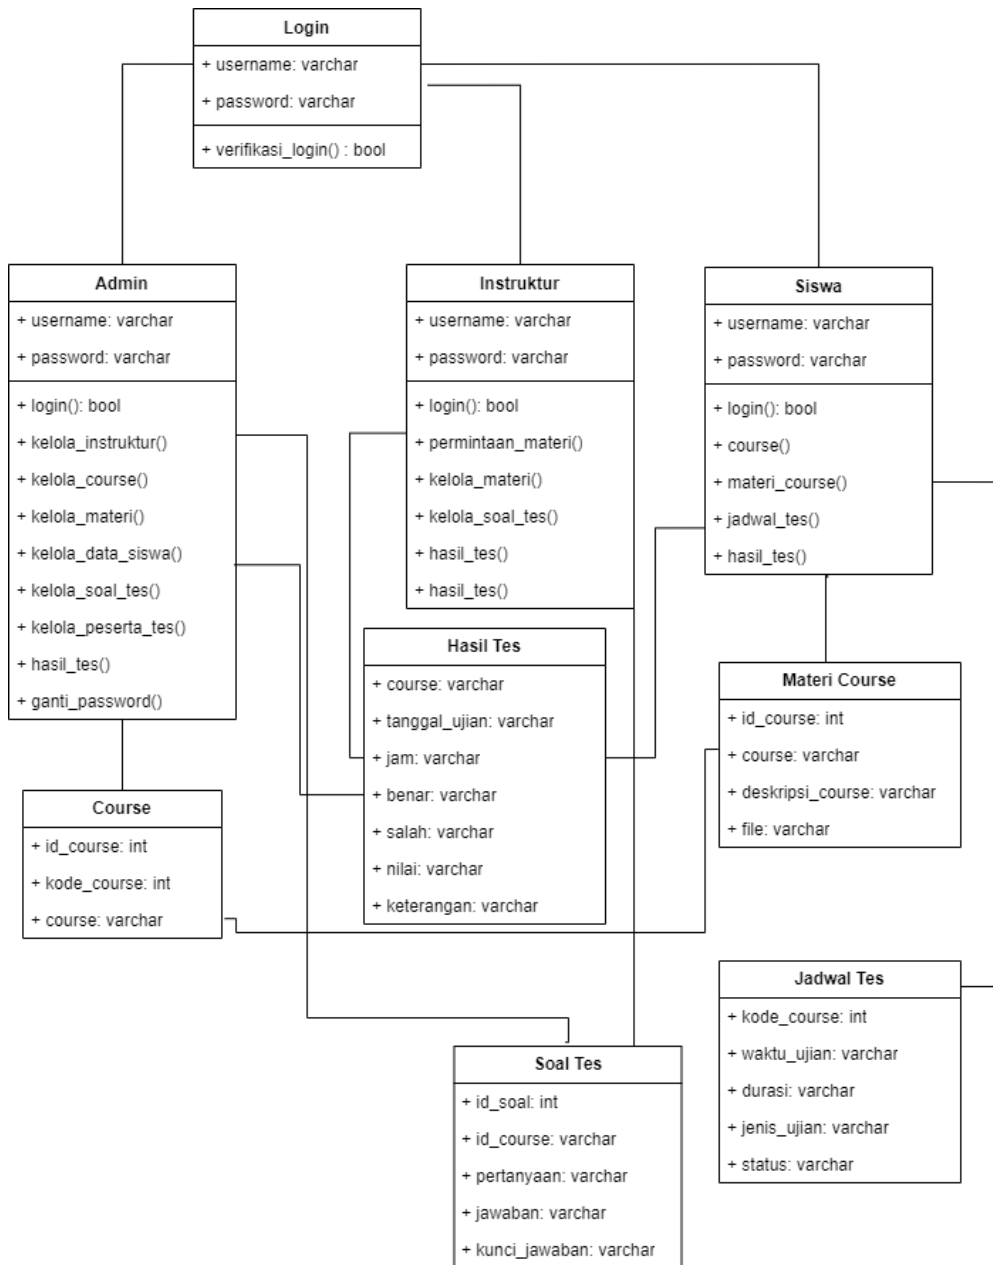 Login
+ username: varchar
+ password: varchar
+ verifikasi_login() : bool
Admin
+ username: varchar
+ password: varchar
+ login(): bool
+ kelola_instruktur()
+ kelola_course()
+ kelola_materi()
+ kelola_data_siswa()
+ kelola_soal_tes()
+ kelola_peserta_tes()
+ hasil_tes()
+ ganti_password()
Instruktur
+ username: varchar
+ password: varchar
+ login(): bool
+ permintaan_materi()
+ kelola_materi()
+ kelola_soal_tes()
+ hasil_tes()
+ hasil_tes()
Siswa
+ username: varchar
+ password: varchar
+ login(): bool
+ course()
+ materi_course()
+ jadwal_tes()
+ hasil_tes()
Hasil Tes
+ course: varchar
+ tanggal_ujian: varchar
+ jam: varchar
+ benar: varchar
+ salah: varchar
+ nilai: varchar
+ keterangan: varchar
Materi Course
+ id_course: int
+ course: varchar
+ deskripsi_course: varchar
+ file: varchar
Course
+ id_course: int
+ kode_course: int
+ course: varchar
Jadwal Tes
+ kode_course: int
+ waktu_ujian: varchar
+ durasi: varchar
+ jenis_ujian: varchar
+ status: varchar
Soal Tes
+ id_soal: int
+ id_course: varchar
+ pertanyaan: varchar
+ jawaban: varchar
+ kunci_jawaban: varchar